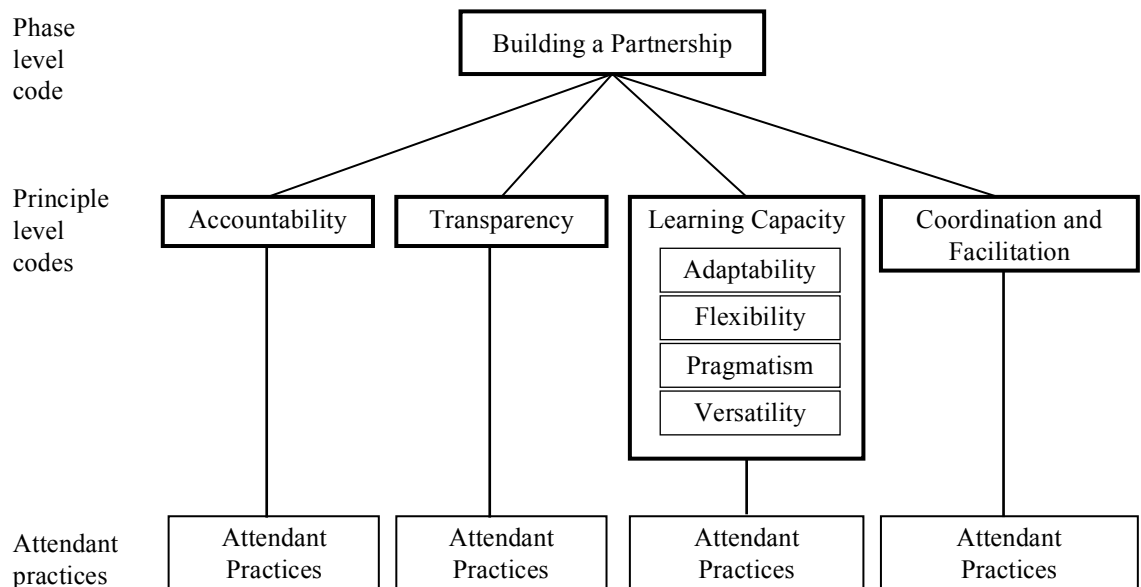 Phase
level
code
Building a Partnership
Principle
level
codes
Accountability
Transparency
Learning Capacity
Adaptability
Flexibility
Pragmatism
Versatility
Coordination and
Facilitation
Attendant
practices
Attendant
Practices
Attendant
Practices
Attendant
Practices
Attendant
Practices